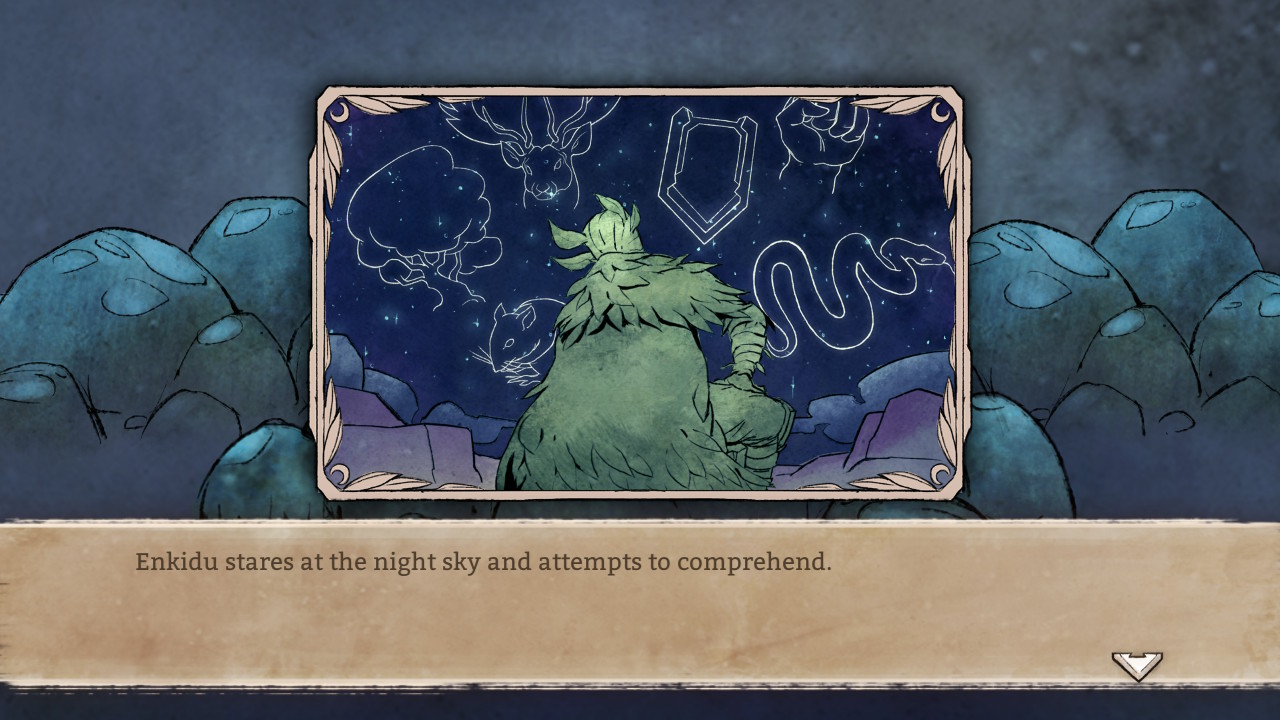 Enkidu stares at the night sky and attempts to comprehend.